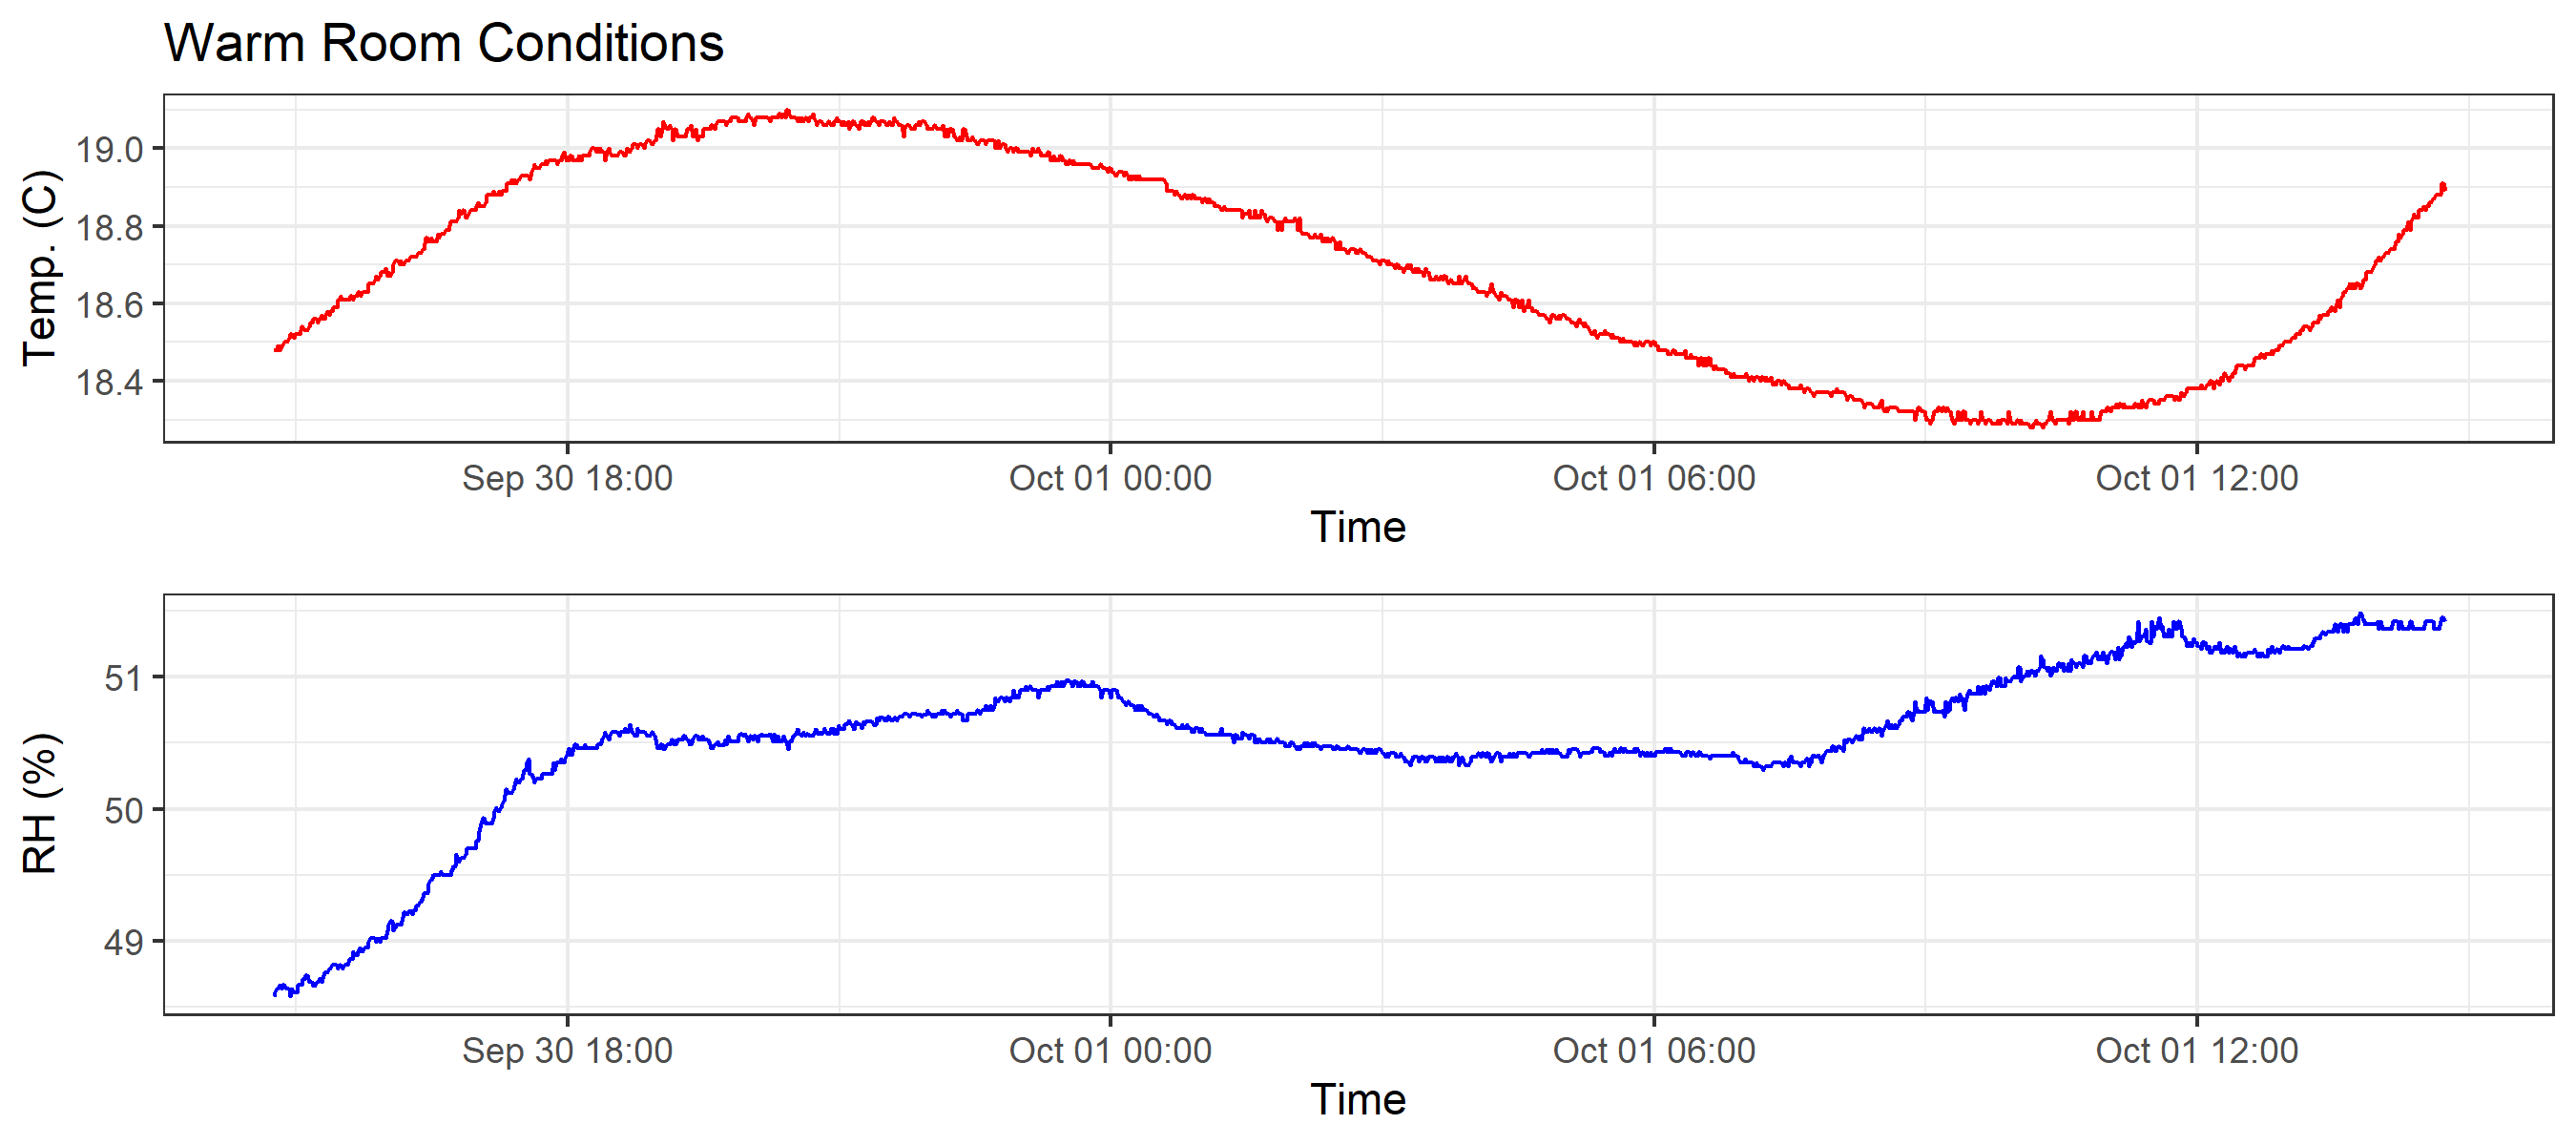 Warm Room Conditions
Temp. (C)
19.0
18.8
18.6
18.4
Sep 30 18:00 Oct 01 00:00 Oct 01 06:00 Oct 01 12:00
Time
RH (%)
51
50
49
Sep 30 18:00 Oct 01 00:00 Oct 01 06:00 Oct 01 12:00
Time